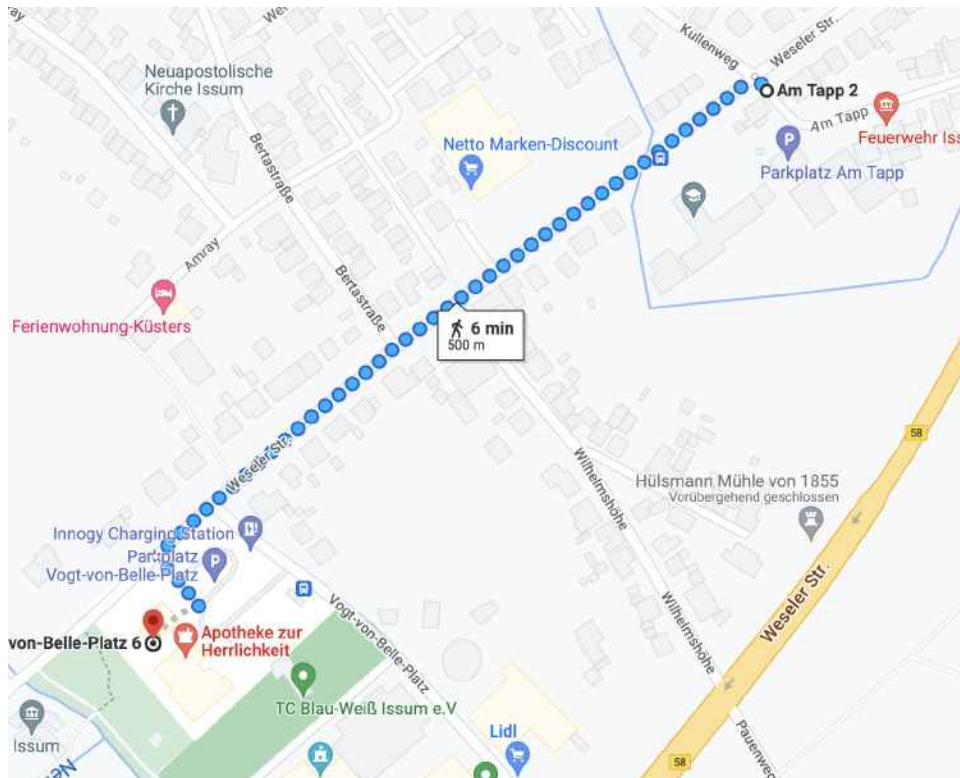 Kullenweg
Weseler Str.
Neuapostolische
Kirche Issum
Am Tapp 2
Am Tapp
Feuerwehr Iss
Netto Marken-Discount
Parkplatz Am Tapp
Bertastraße
Amray
Bertastraße
Ferienwohnung-Küsters
6 min
500 m
58
Weseler Str.
Wilhelmshöhe
Hülsmann Mühle von 1855
Vorübergehend geschlossen
Innogy Charging Station
Parkplatz
Vogt-von-Belle-Platz
Vogt-von-Belle-Platz
Wilhelmshöhe
Weseler Str.
von-Belle-Platz 6
Apotheke zur
Herrlichkeit
TC Blau-Weiß Issum e.V
Lidl
Issum
Pauenweg
58